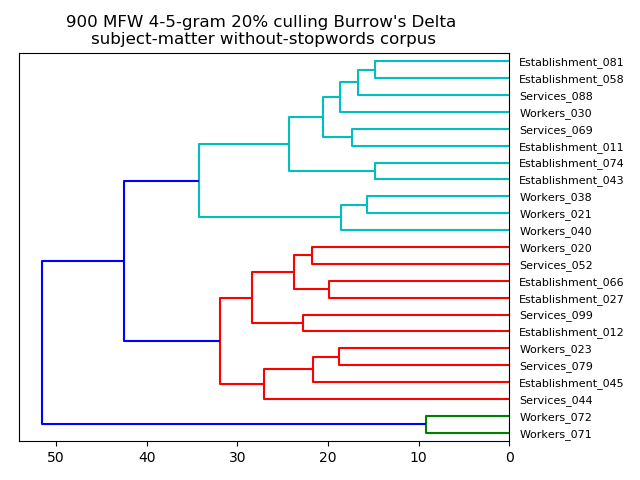 900 MFW 4-5-gram 20% culling Burrow's Delta
subject-matter without-stopwords corpus
Establishment_081
Establishment_058
Services_088
Workers_030
Services_069
Establishment_011
Establishment_074
Establishment_043
Workers_038
Workers_021
Workers_040
Workers_020
Services_052
Establishment_066
Establishment_027
Services_099
Establishment_012
Workers_023
Services_079
Establishment_045
Services_044
Workers_072
Workers_071
50 40 30 20 10 0